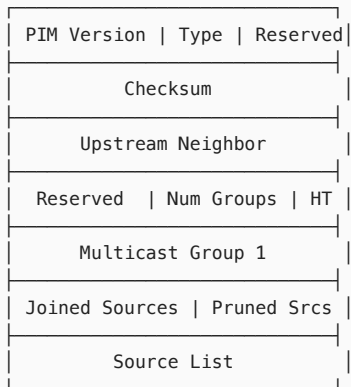 PIM Version | Type | Reserved
Checksum
Upstream Neighbor
Reserved | Num Groups | HT
Multicast Group 1
Joined Sources | Pruned Srcs
Source List